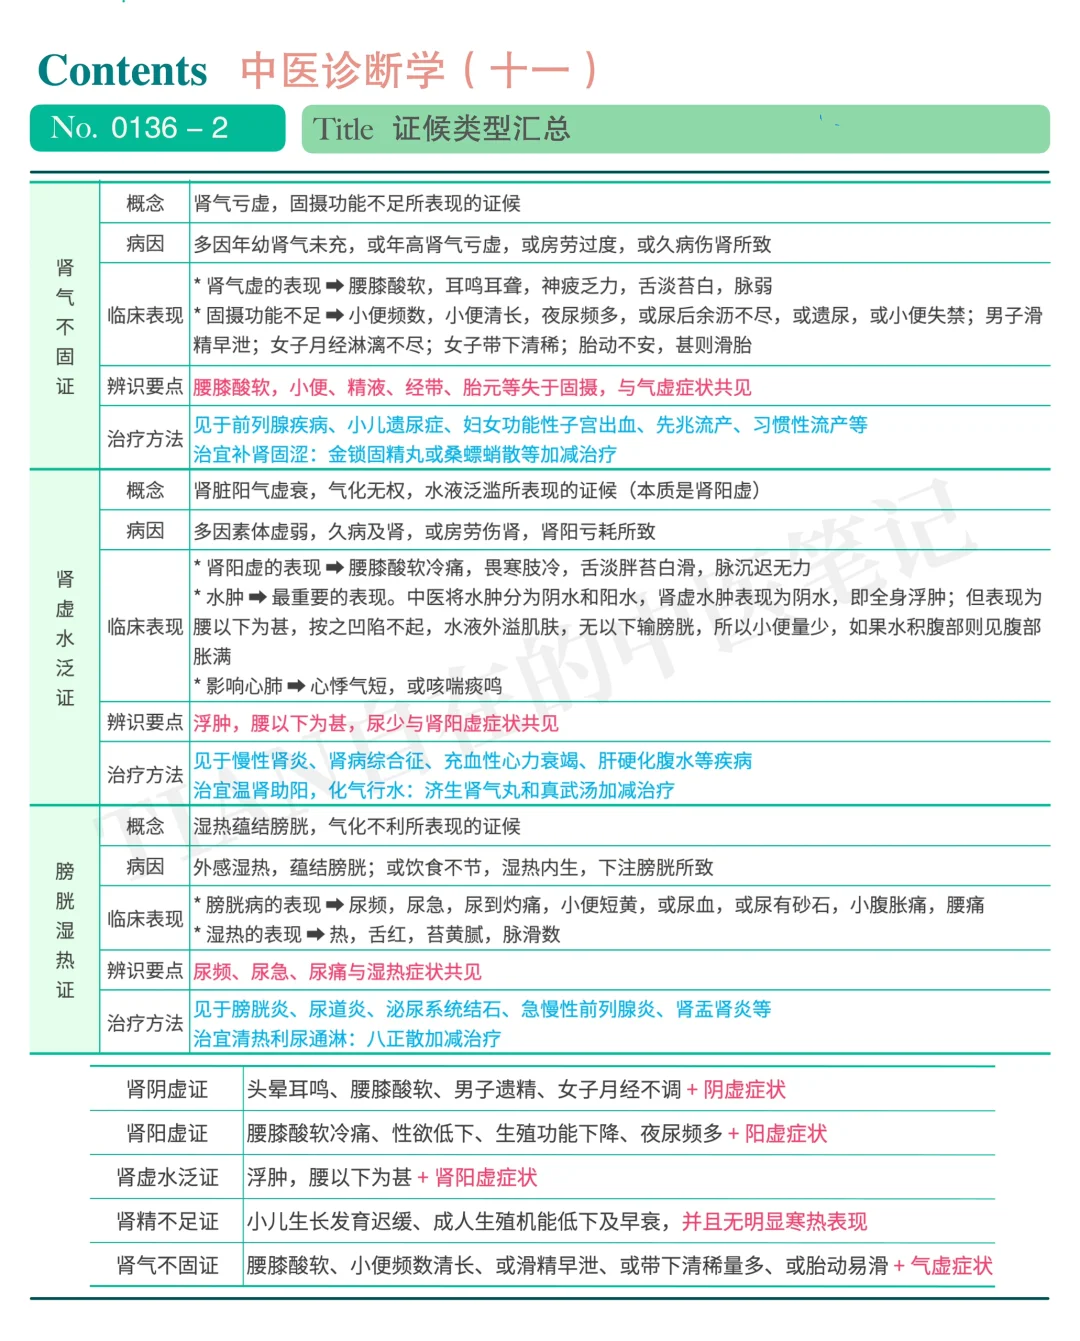 Contents 中医诊断学（十一）
No. 0136 – 2
Title 证候类型汇总
肾气不固证
概念 肾气亏虚，固摄功能不足所表现的证候
病因 多因年幼肾气未充，或年高肾气亏虚，或房劳过度，或久病伤肾所致
临床表现 * 肾气虚的表现 ➡ 腰膝酸软，耳鸣耳聋，神疲乏力，舌淡苔白，脉弱
* 固摄功能不足 ➡ 小便频数，小便清长，夜尿频多，或尿后余沥不尽，或遗尿，或小便失禁；男子滑
精早泄；女子月经淋漓不尽；女子带下清稀；胎动不安，甚则滑胎
辨识要点 腰膝酸软，小便、精液、经带、胎元等失于固摄，与气虚症状共见
治疗方法 见于前列腺疾病、小儿遗尿症、妇女功能性子宫出血、先兆流产、习惯性流产等
治宜补肾固涩：金锁固精丸或桑螵蛸散等加减治疗
肾虚水泛证
概念 肾脏阳气虚衰，气化无权，水液泛滥所表现的证候（本质是肾阳虚）
病因 多因素体虚弱，久病及肾，或房劳伤肾，肾阳亏耗所致
临床表现 * 肾阳虚的表现 ➡ 腰膝酸软冷痛，畏寒肢冷，舌淡胖苔白滑，脉沉迟无力
* 水肿 ➡ 最重要的表现。中医将水肿分为阴水和阳水，肾虚水肿表现为阴水，即全身浮肿；但表现为
腰以下为甚，按之凹陷不起，水液外溢肌肤，无以下输膀胱，所以小便量少，如果水积腹部则见腹部
胀满
* 影响心肺 ➡ 心悸气短，或咳喘痰鸣
辨识要点 浮肿，腰以下为甚，尿少与肾阳虚症状共见
治疗方法 见于慢性肾炎、肾病综合征、充血性心力衰竭、肝硬化腹水等疾病
治宜温肾助阳，化气行水：济生肾气丸和真武汤加减治疗
膀胱湿热证
概念 湿热蕴结膀胱，气化不利所表现的证候
病因 外感湿热，蕴结膀胱；或饮食不节，湿热内生，下注膀胱所致
临床表现 * 膀胱病的表现 ➡ 尿频，尿急，尿到灼痛，小便短黄，或尿血，或尿有砂石，小腹胀痛，腰痛
* 湿热的表现 ➡ 热，舌红，苔黄腻，脉滑数
辨识要点 尿频、尿急、尿痛与湿热症状共见
治疗方法 见于膀胱炎、尿道炎、泌尿系统结石、急慢性前列腺炎、肾盂肾炎等
治宜清热利尿通淋：八正散加减治疗
肾阴虚证 头晕耳鸣、腰膝酸软、男子遗精、女子月经不调 + 阴虚症状
肾阳虚证 腰膝酸软冷痛、性欲低下、生殖功能下降、夜尿频多 + 阳虚症状
肾虚水泛证 浮肿，腰以下为甚 + 肾阳虚症状
肾精不足证 小儿生长发育迟缓、成人生殖机能低下及早衰，并且无明显寒热表现
肾气不固证 腰膝酸软、小便频数清长、或滑精早泄、或带下清稀量多、或胎动易滑 + 气虚症状
TIAN自在的中医笔记